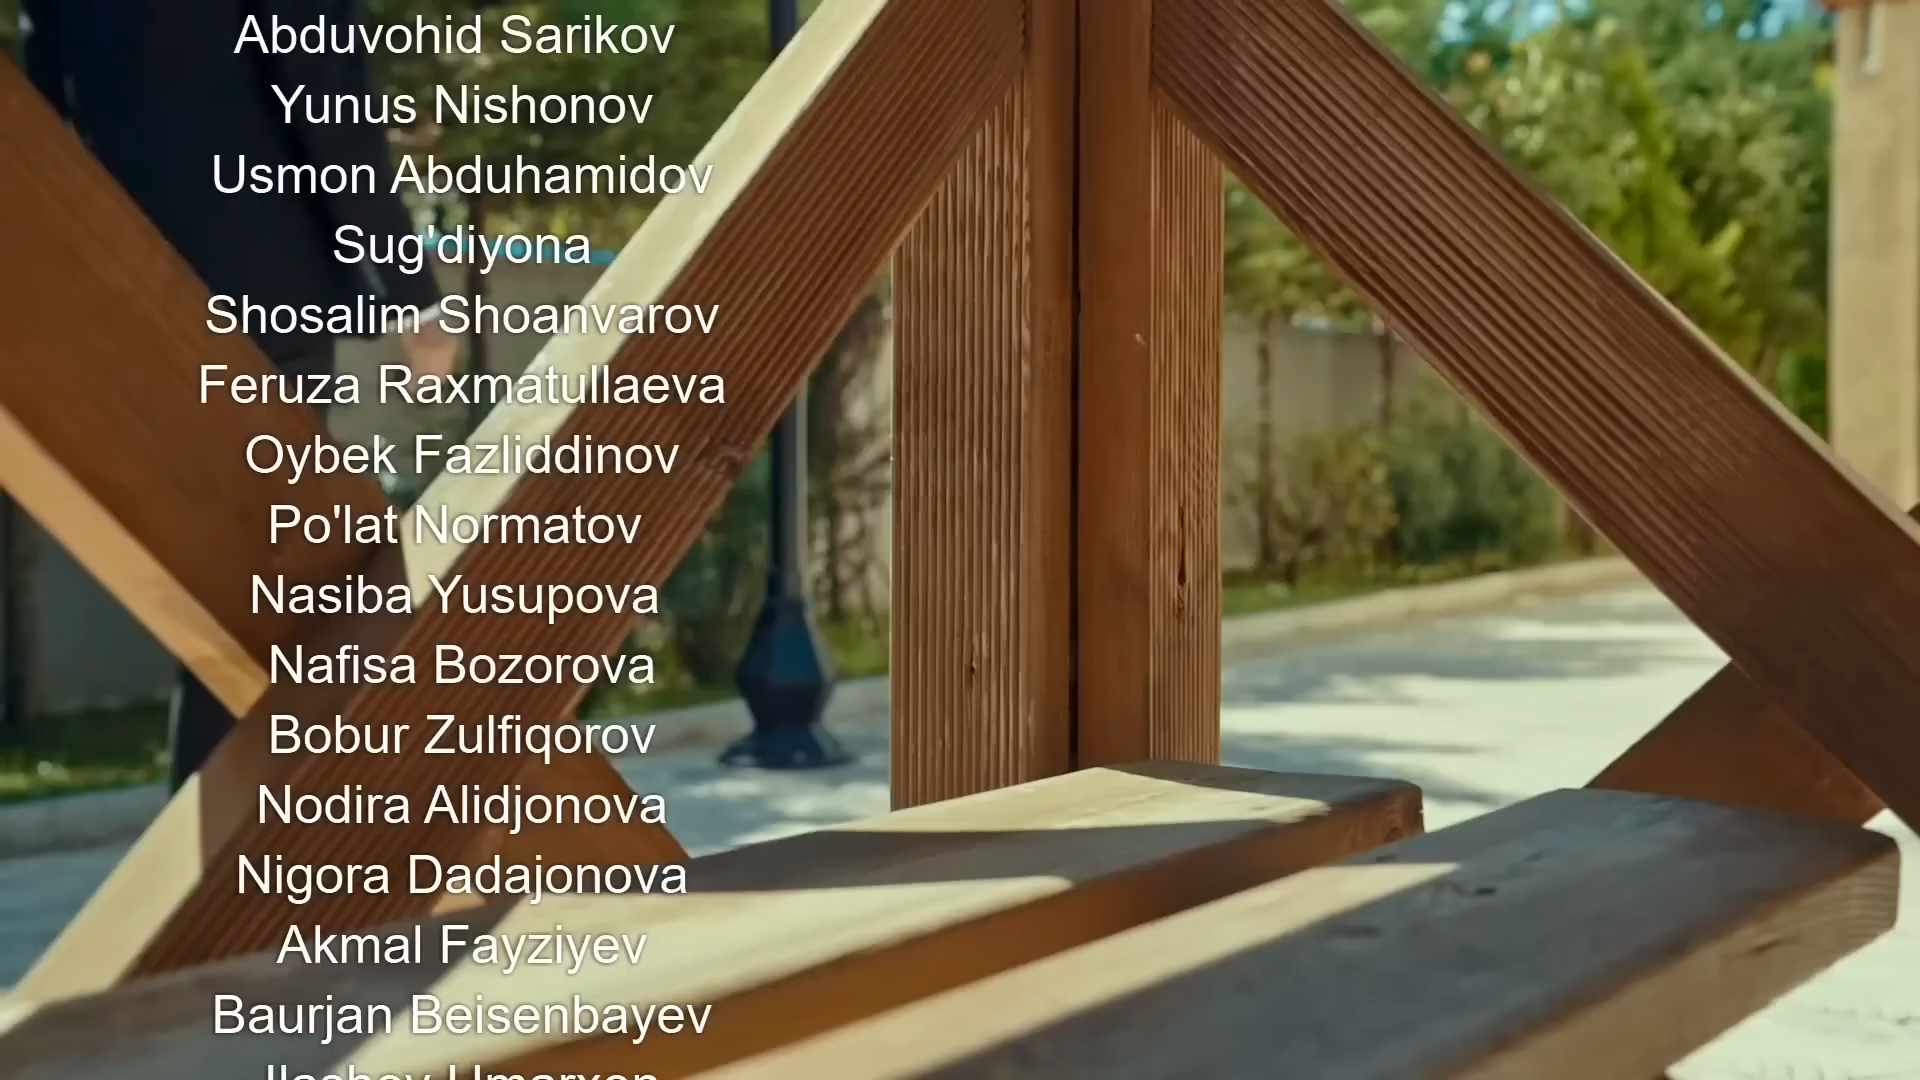 Abduvohid Sarikov
Yunus Nishonov
Usmon Abduhamidov
Sug'diyona
Shosalim Shoanvarov
Feruza Raxmatullaeva
Oybek Fazliddinov
Po'lat Normatov
Nasiba Yusupova
Nafisa Bozorova
Bobur Zulfiqorov
Nodira Alidjonova
Nigora Dadajonova
Akmal Fayziyev
Baurjan Beisenbayev